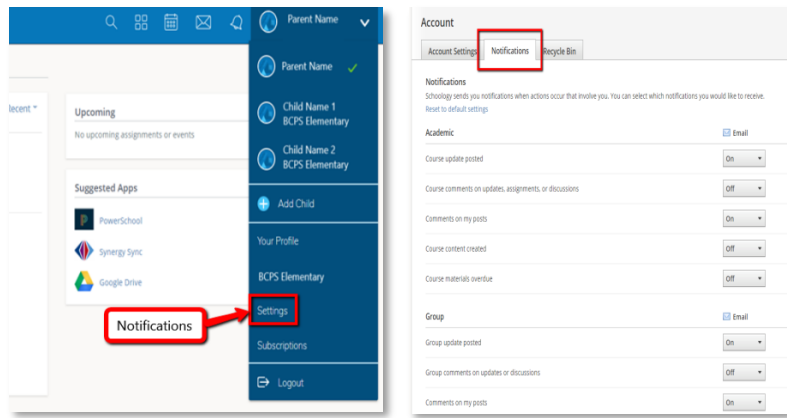 Parent Name
Recent
Upcoming
No upcoming assignments or events
Suggested Apps
PowerSchool
Synergy Sync
Google Drive
Notifications
Parent Name
Child Name 1
BCPS Elementary
Child Name 2
BCPS Elementary
Add Child
Your Profile
BCPS Elementary
Settings
Subscriptions
Logout
Account
Account Settings Notifications Recycle Bin
Notifications
Schoology sends you notifications when actions occur that involve you. You can select which notifications you would like to receive.
Reset to default settings
Academic Email
Course update posted On
Course comments on updates, assignments, or discussions Off
Comments on my posts On
Course content created Off
Course materials overdue Off
Group Email
Group update posted On
Group comments on updates or discussions Off
Comments on my posts On